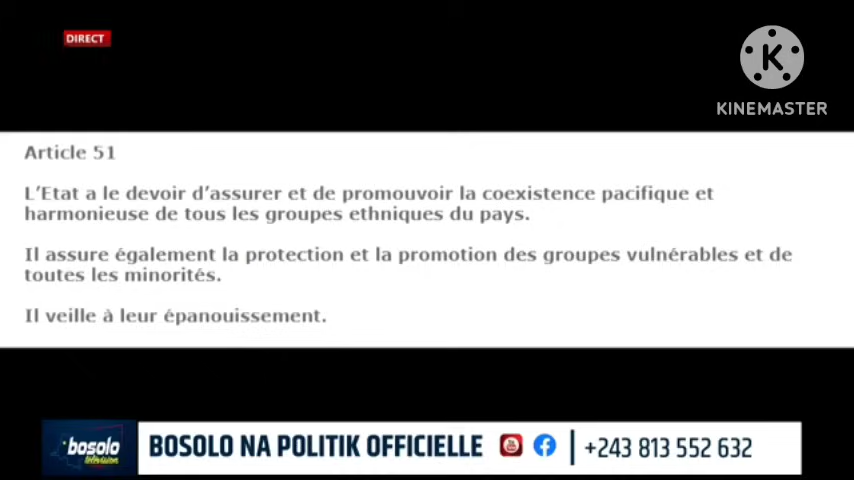 DIRECT
KINEMASTER
Article 51
L'Etat a le devoir d'assurer et de promouvoir la coexistence pacifique et
harmonieuse de tous les groupes ethniques du pays.
Il assure également la protection et la promotion des groupes vulnérables et de
toutes les minorités.
Il veille à leur épanouissement.
bosolo
télévision
BOSOLO NA POLITIK OFFICIELLE
+243 813 552 632